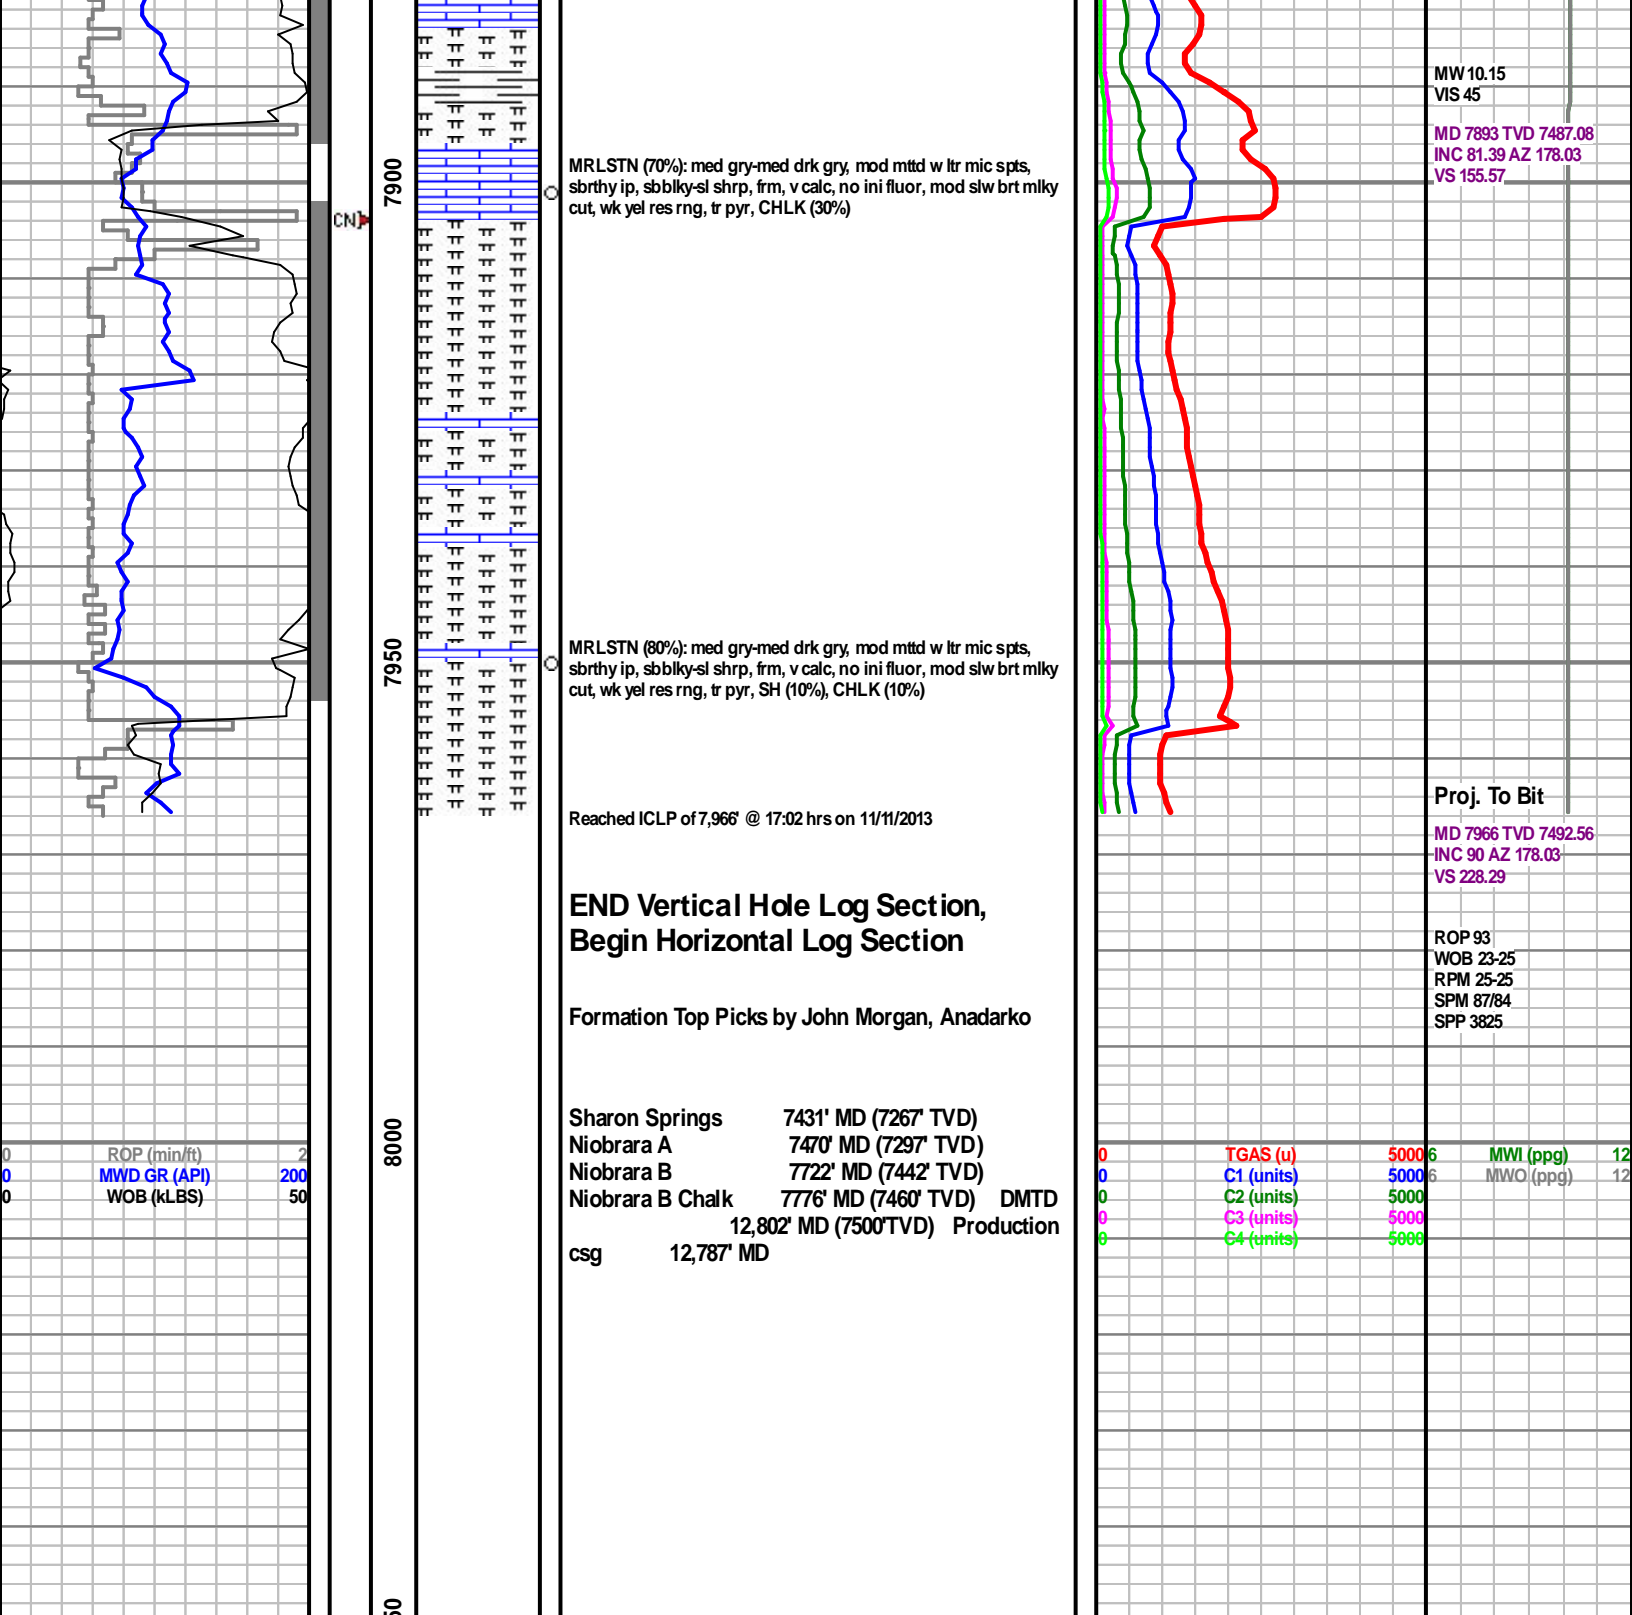 MW 10.15
VIS 45
MD 7893 TVD 7487.08
INC 81.39 AZ 178.03
VS 155.57
7900
CN
MRLSTN (70%): med gry-med drk gry, mod mttd w ltr mic spts,
sbrthy ip, sbblky-sl shrp, frm, v calc, no ini fluor, mod slw brt mlky
cut, wk yel res rng, tr pyr, CHLK (30%)
7950
MRLSTN (80%): med gry-med drk gry, mod mttd w ltr mic spts,
sbrthy ip, sbblky-sl shrp, frm, v calc, no ini fluor, mod slw brt mlky
cut, wk yel res rng, tr pyr, SH (10%), CHLK (10%)
Reached ICLP of 7,966' @ 17:02 hrs on 11/11/2013
Proj. To Bit
MD 7966 TVD 7492.56
INC 90 AZ 178.03
VS 228.29
END Vertical Hole Log Section,
Begin Horizontal Log Section
ROP 93
WOB 23-25
RPM 25-25
SPM 87/84
SPP 3825
Formation Top Picks by John Morgan, Anadarko
8000
Sharon Springs 7431' MD (7267' TVD)
Niobrara A 7470' MD (7297' TVD)
Niobrara B 7722' MD (7442' TVD)
Niobrara B Chalk 7776' MD (7460' TVD) DMTD
12,802' MD (7500'TVD) Production
csg 12,787' MD
0 ROP (min/ft) 2
0 MWD GR (API) 200
0 WOB (kLBS) 50
0 TGAS (u) 5000
0 C1 (units) 5000
0 C2 (units) 5000
0 C3 (units) 5000
0 C4 (units) 5000
6 MWI (ppg) 12
6 MWO (ppg) 12